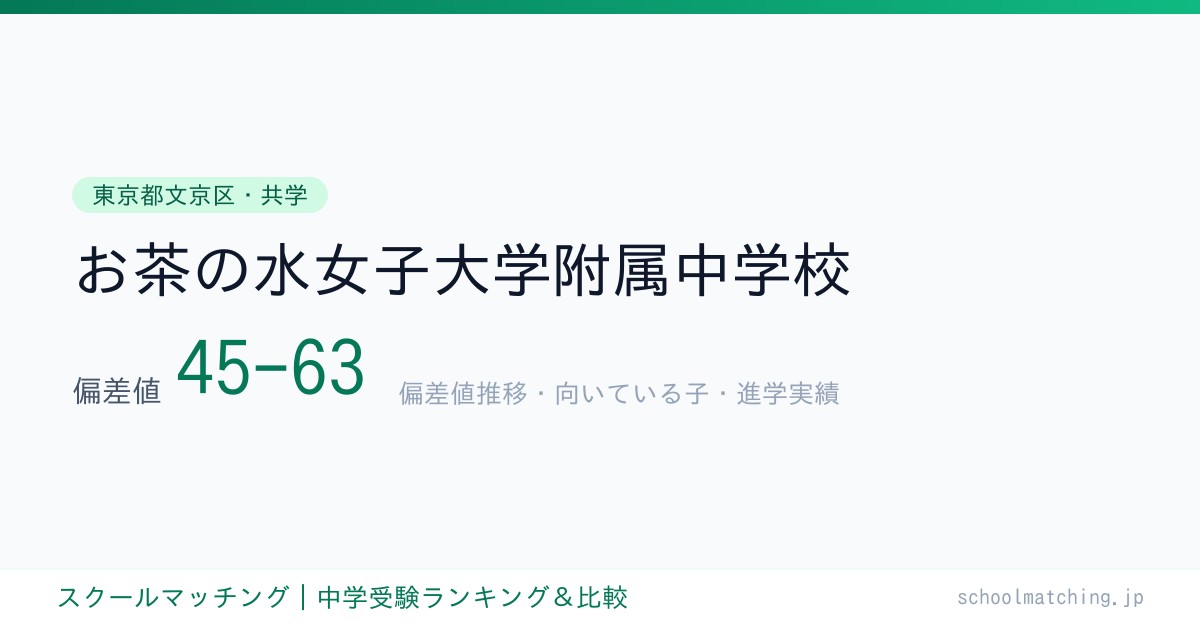 東京都文京区・共学
お茶の水女子大学附属中学校
偏差値 45–63 偏差値推移・向いている子・進学実績
スクールマッチング｜中学受験ランキング＆比較 schoolmatching.jp